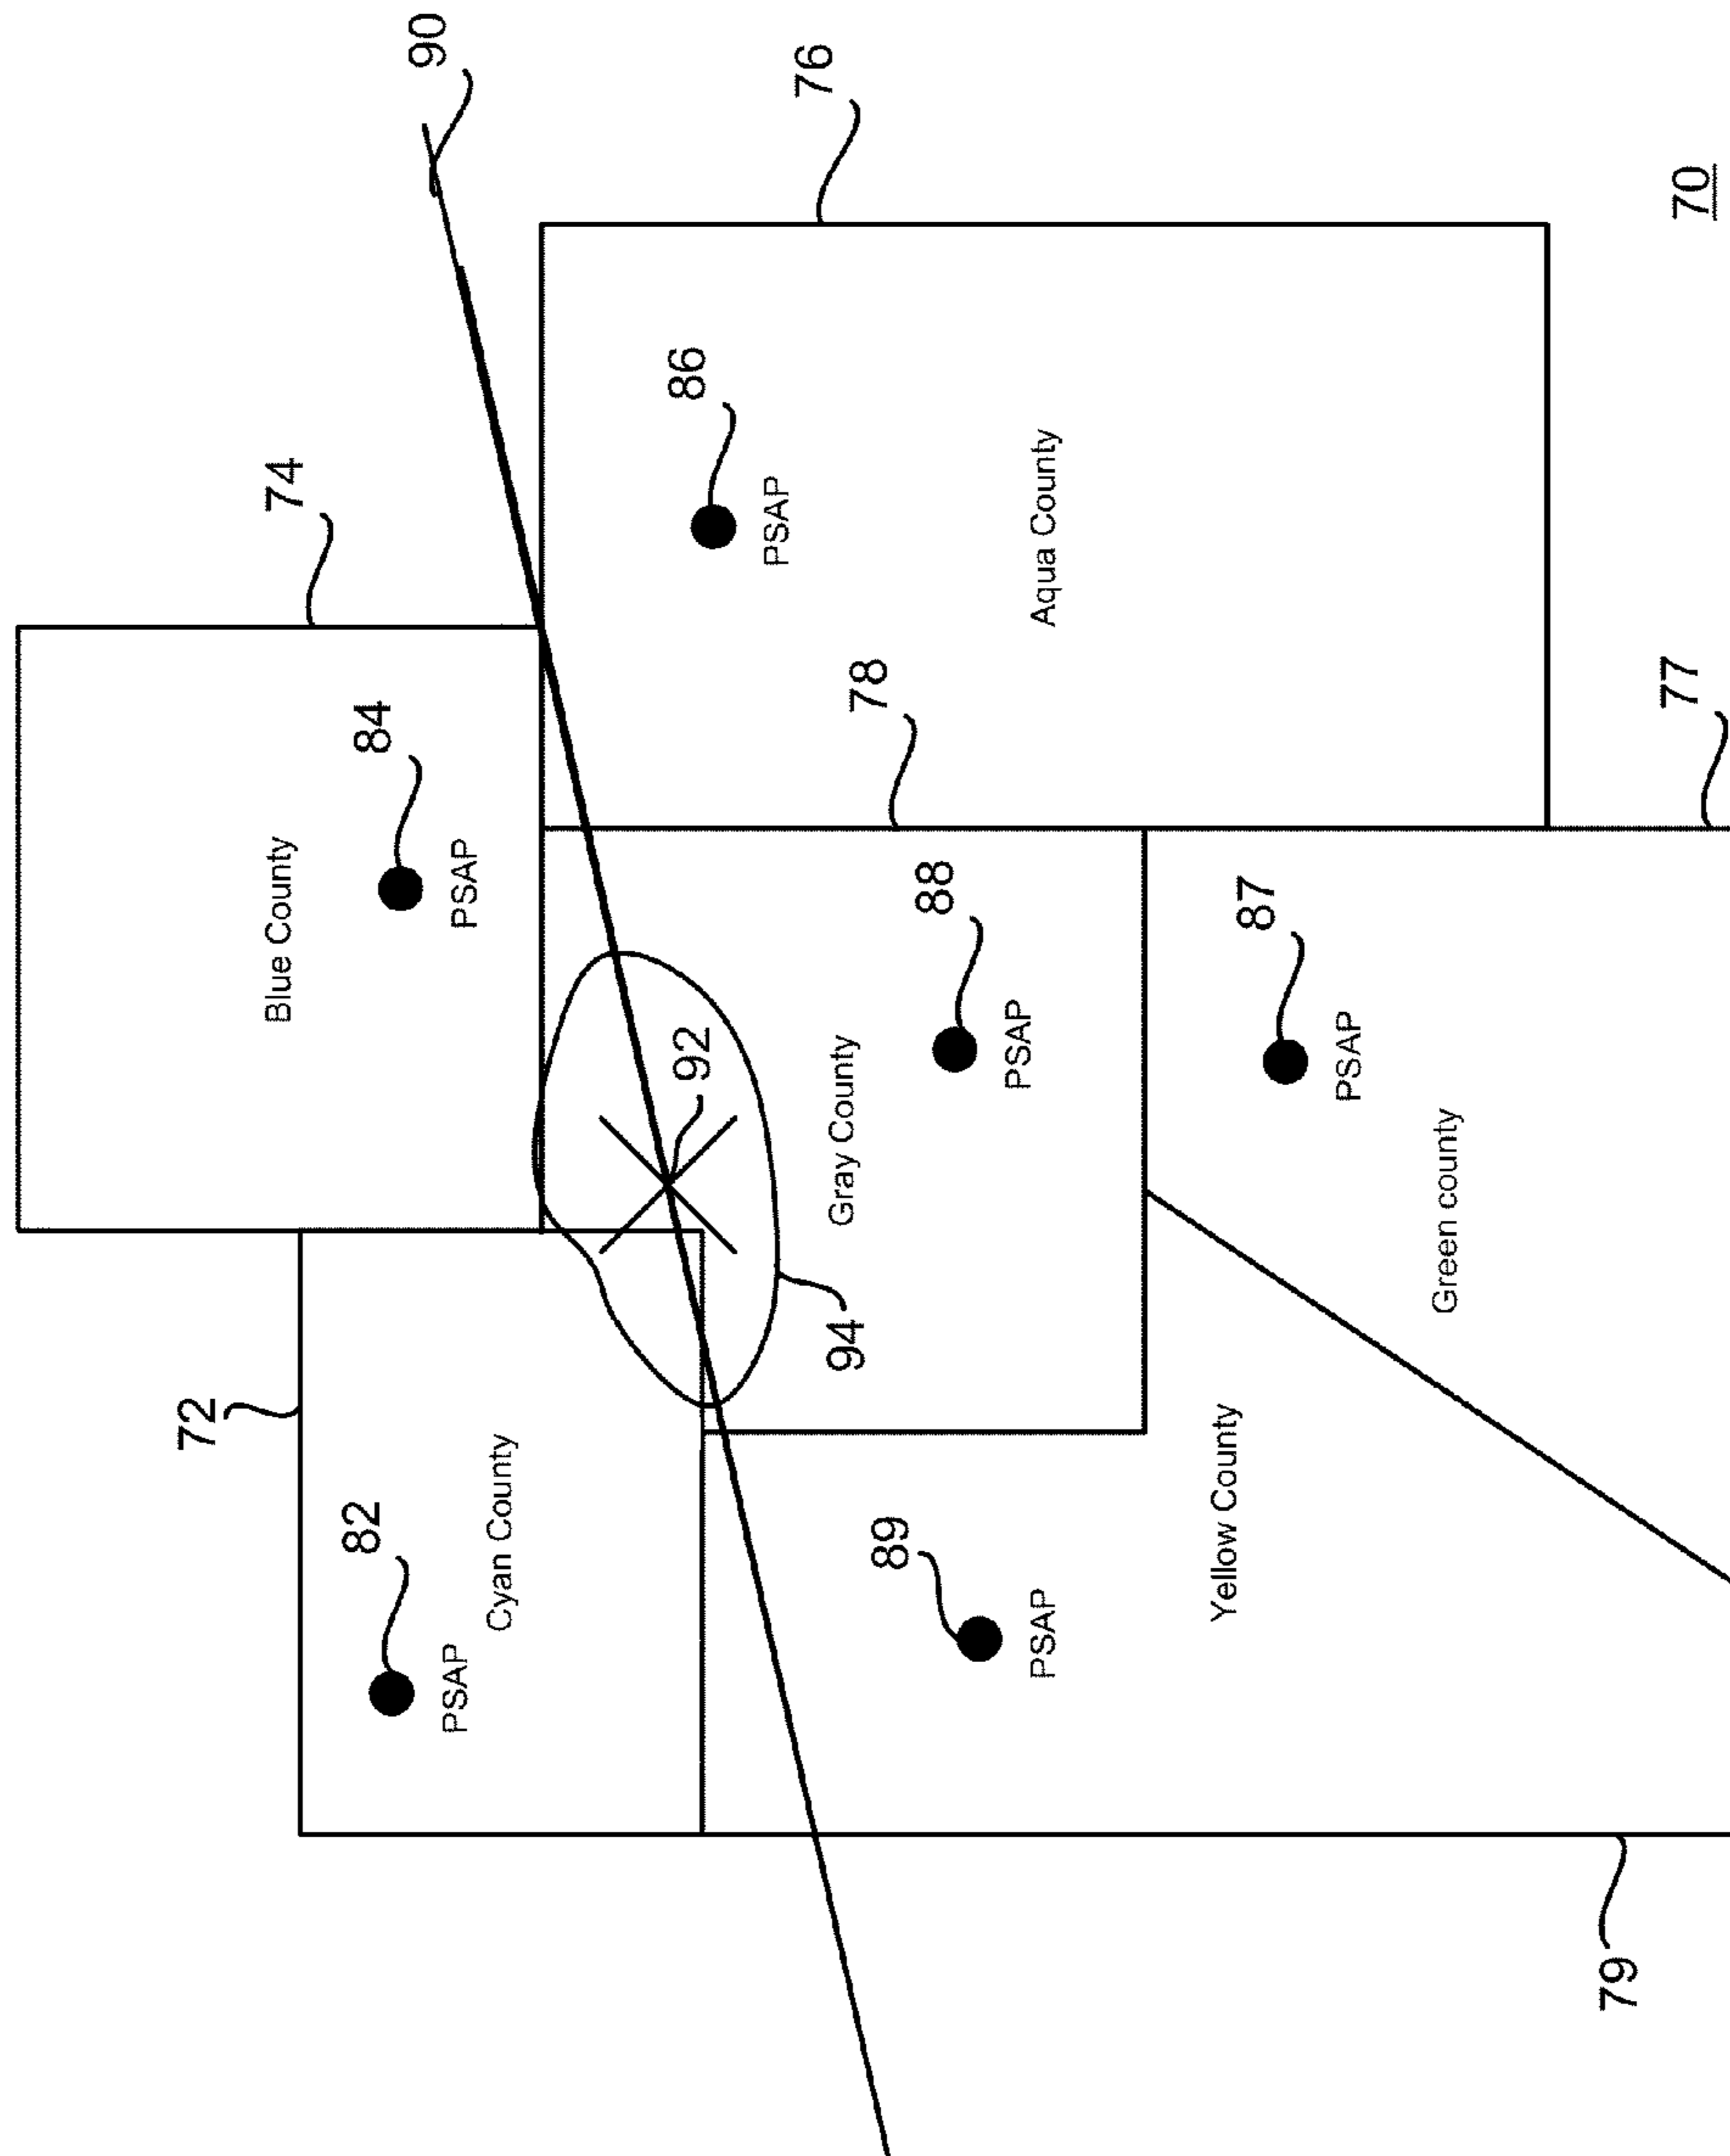 90
76
70
74
86
PSAP
Aqua County
84
PSAP
Blue County
78
77
88
PSAP
87
PSAP
92
Gray County
Green county
94
72
82
PSAP
Cyan County
89
PSAP
Yellow County
79